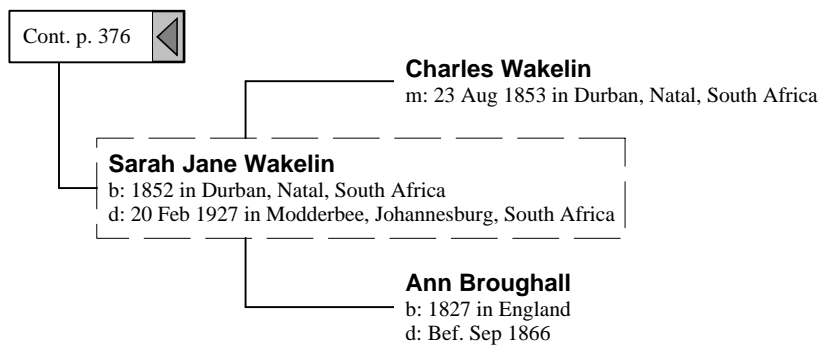 Cont. p. 376
Charles Wakelin
m: 23 Aug 1853 in Durban, Natal, South Africa
Sarah Jane Wakelin
b: 1852 in Durban, Natal, South Africa
d: 20 Feb 1927 in Modderbee, Johannesburg, South Africa
Ann Broughall
b: 1827 in England
d: Bef. Sep 1866